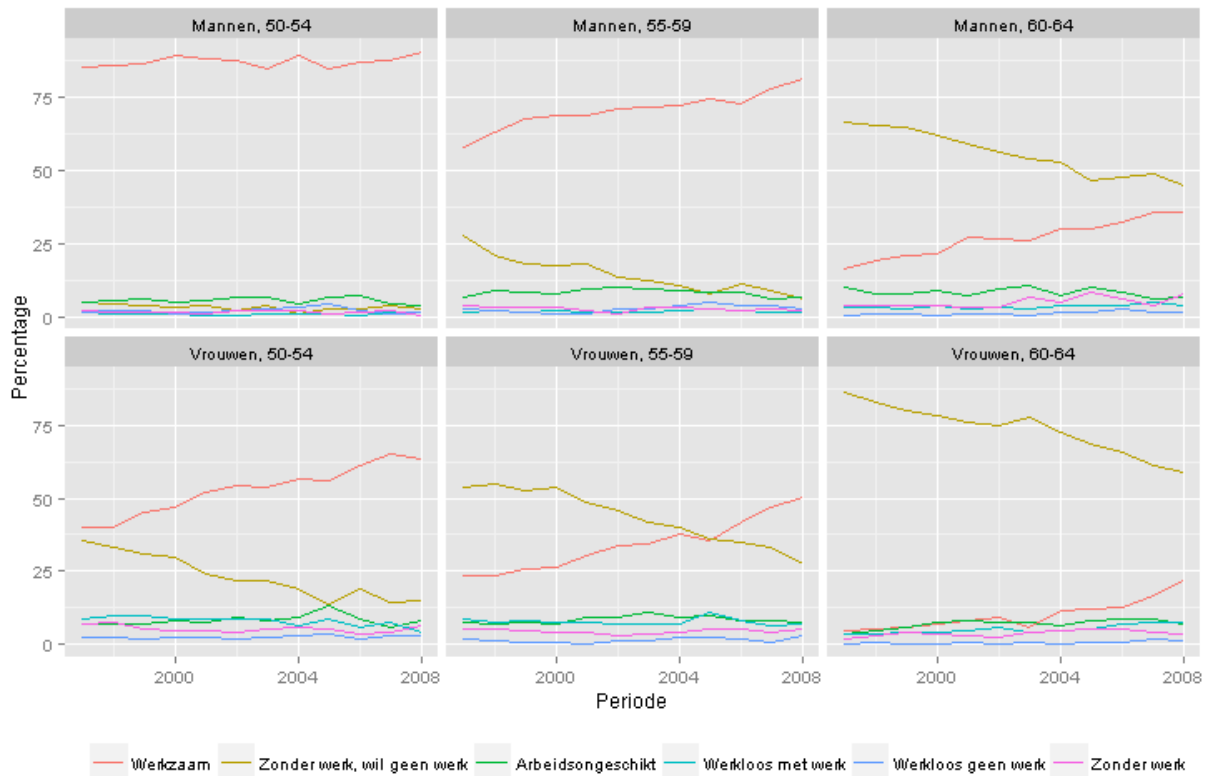 Mannen, 50-54 Mannen, 55-59 Mannen, 60-64
75
50
25
0
Percentage
Vrouwen, 50-54 Vrouwen, 55-59 Vrouwen, 60-64
75
50
25
0
2000 2004 2008 2000 2004 2008 2000 2004 2008
Periode
Werkzaam Zonder werk, wil geen werk Arbeidsongeschikt Werkloos met werk Werkloos geen werk Zonder werk